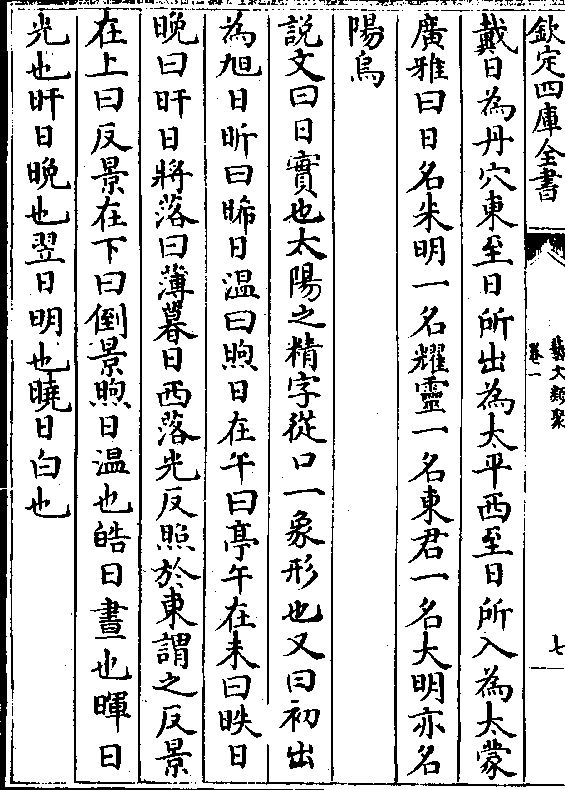 欽定四庫全書
藝文類聚
卷一
七
戴日為丹穴東至日所出為太平西至日所入為太蒙
廣雅曰日名朱明一名耀靈一名東君一名大明亦名
陽烏
説文曰日實也太陽之精字從口一象形也又曰初出
為旭日昕曰晞日温曰煦日在午曰亭午在未曰昳日
晚曰旰日將落曰薄暮日西落光反照於東謂之反景
在上曰反景在下曰倒景煦日温也皓日晝也暉日
光也旰日晚也翌日明也曉日白也